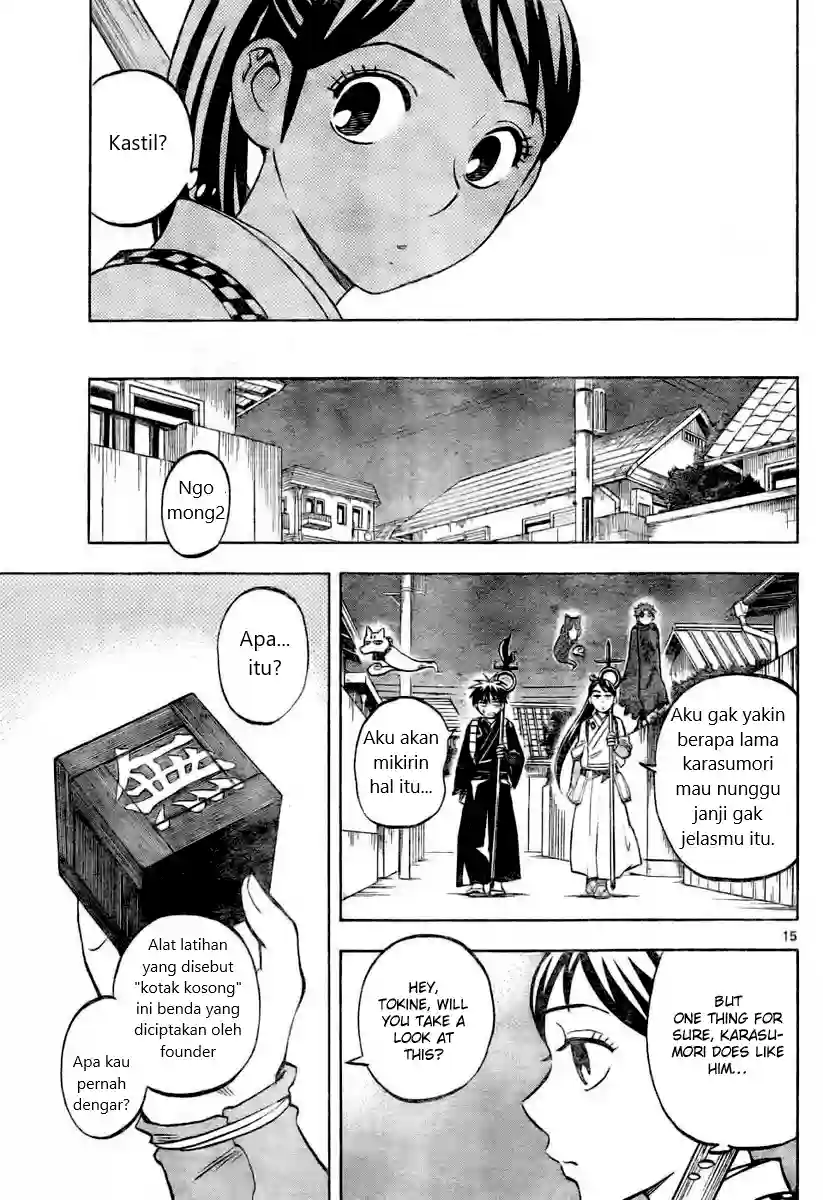 Kastil?
Ngo
mong2
Aku gak yakin
berapa lama
karasumori
mau nunggu
janji gak
jelasmu itu.
Aku akan
mikirin
hal itu...
15
BUT
ONE THING FOR
SURE, KARASU-
MORI DOES LIKE
HIM...
HEY,
TOKINE, WILL
YOU TAKE A
LOOK AT
THIS?
Apa...
itu?
無
Alat latihan
yang disebut
"kotak kosong"
ini benda yang
diciptakan oleh
founder
Apa kau
pernah
dengar?